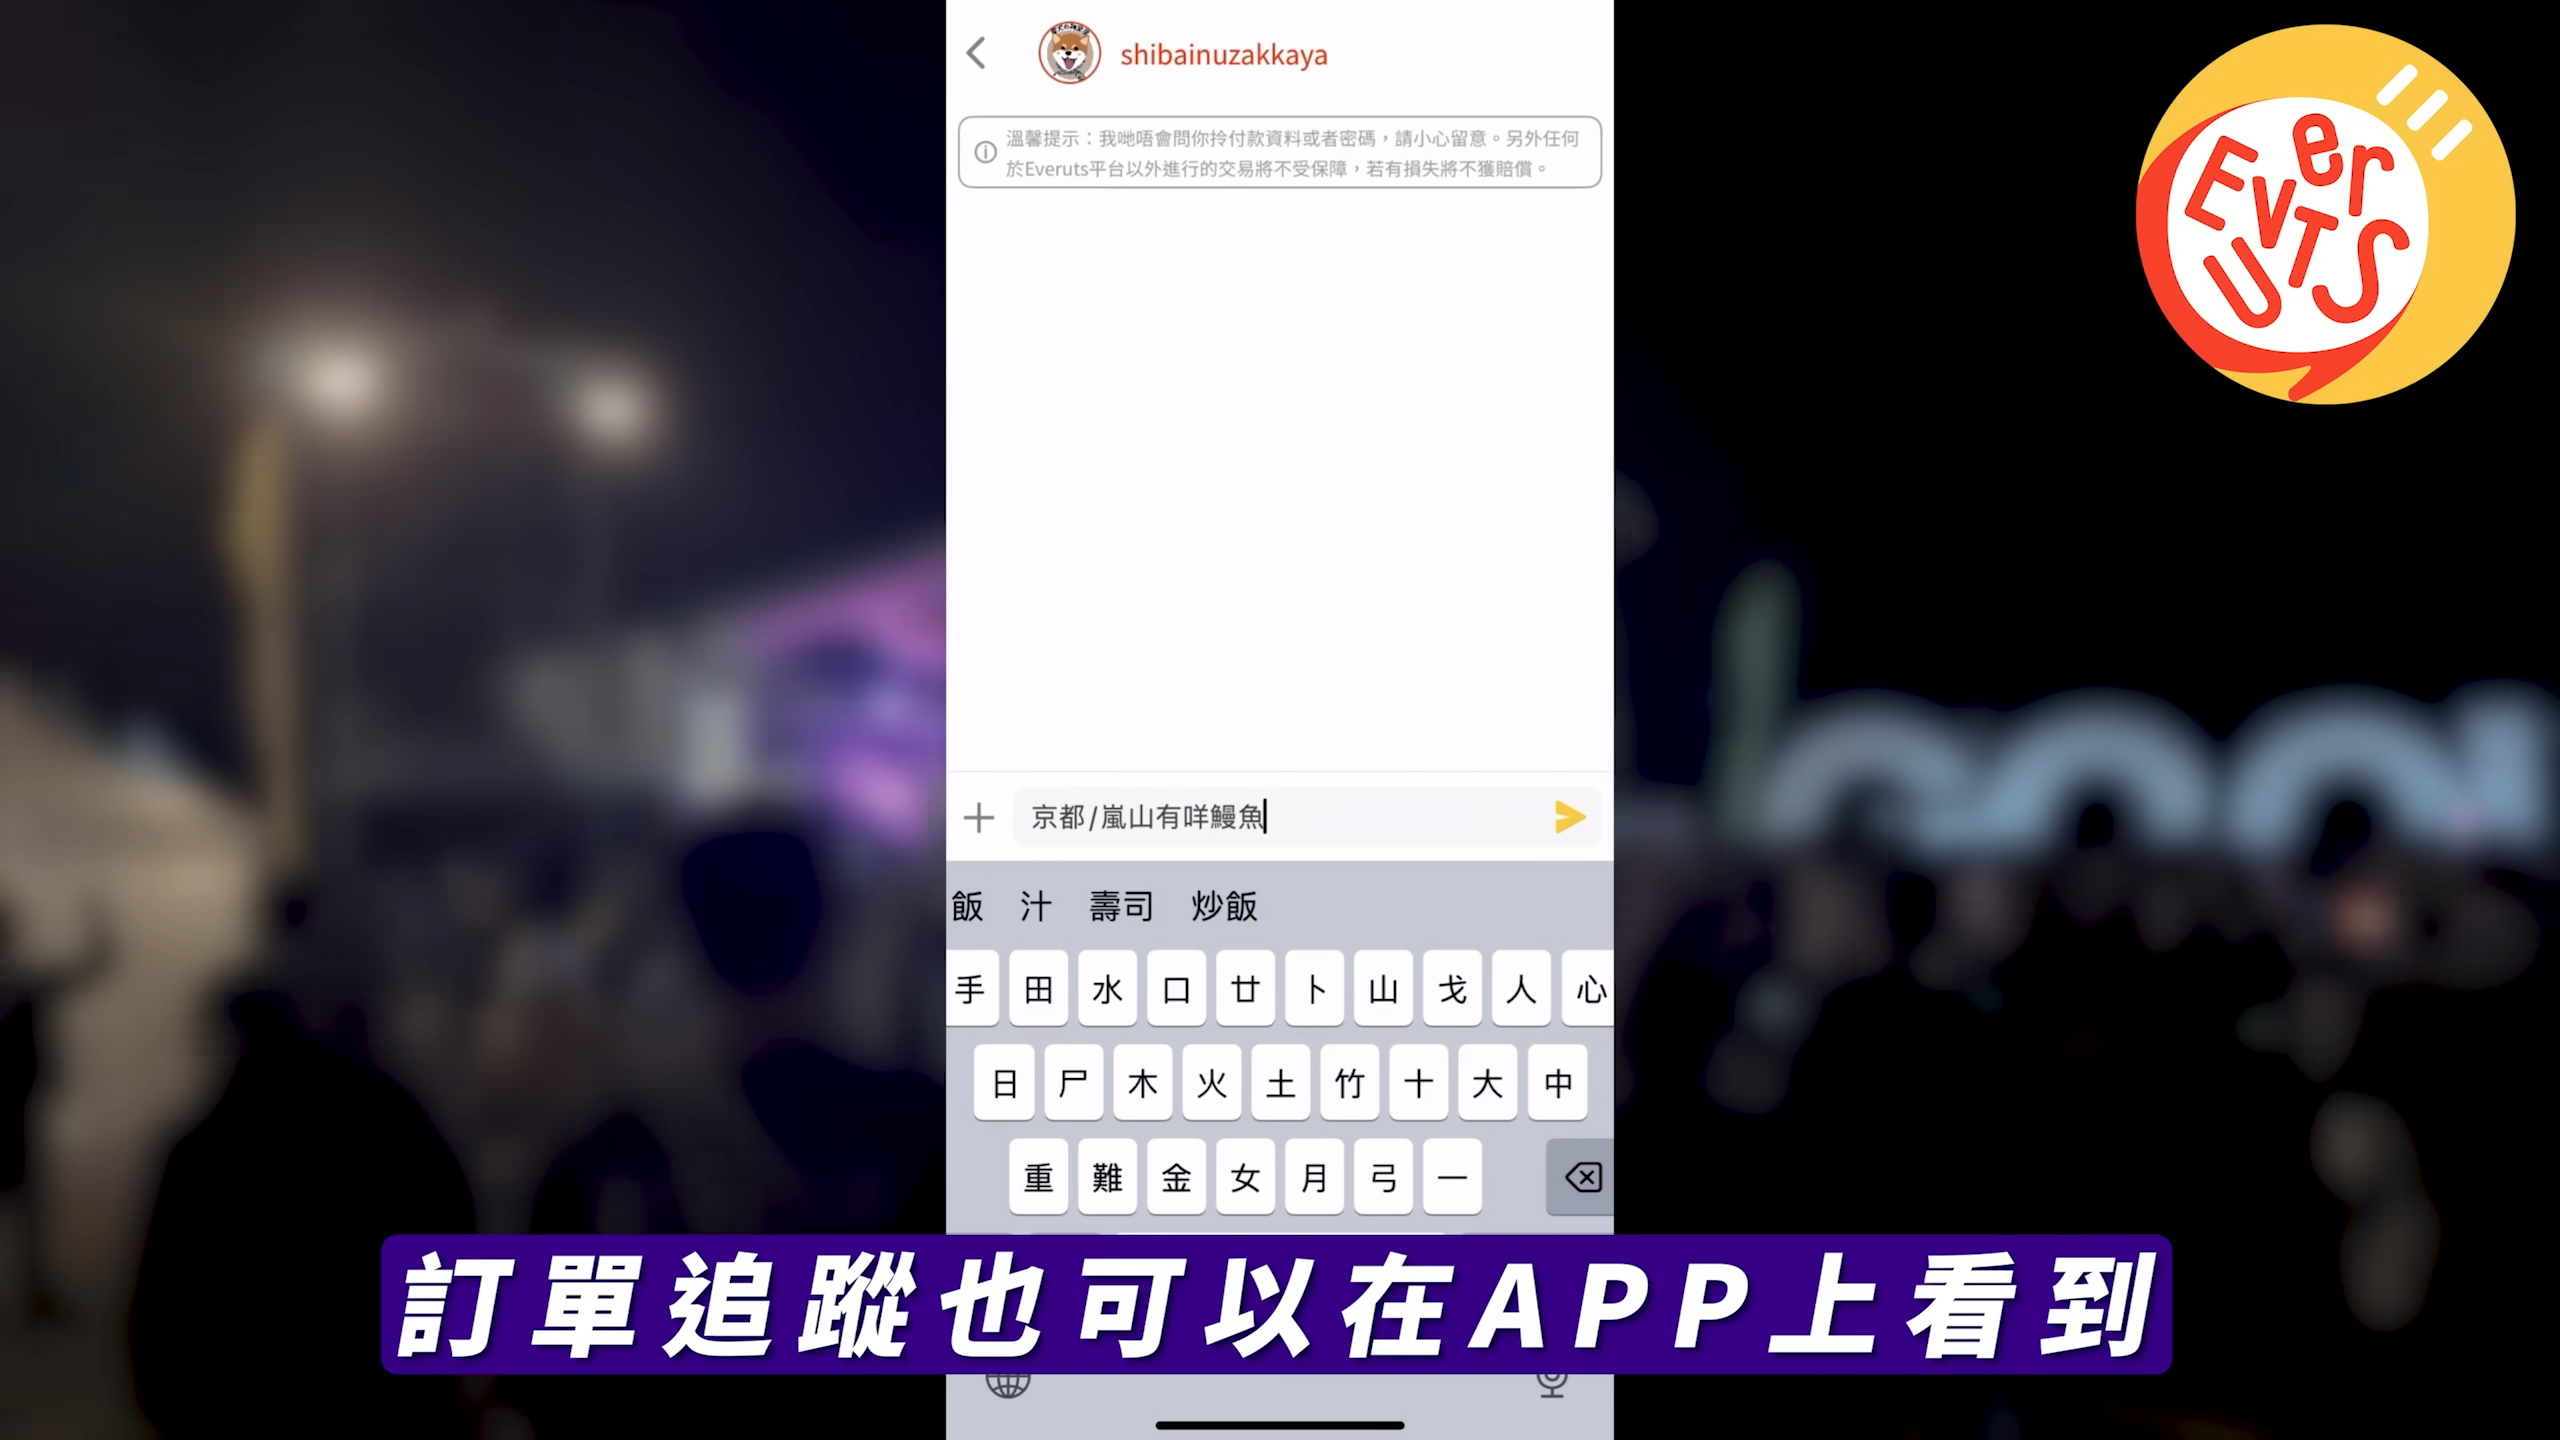 shibainuzakkaya
溫馨提示：我哋唔會問你拎付款資料或者密碼，請小心留意。另外任何
於Everuts平台以外進行的交易將不受保障，若有損失將不獲賠償。
EverUTS
京都/嵐山有咩鰻魚
飯 汁 壽司 炒飯
手 田 水 口 廿 卜 山 戈 人 心
日 尸 木 火 土 竹 十 大 中
重 難 金 女 月 弓 一
訂單追蹤也可以在APP上看到